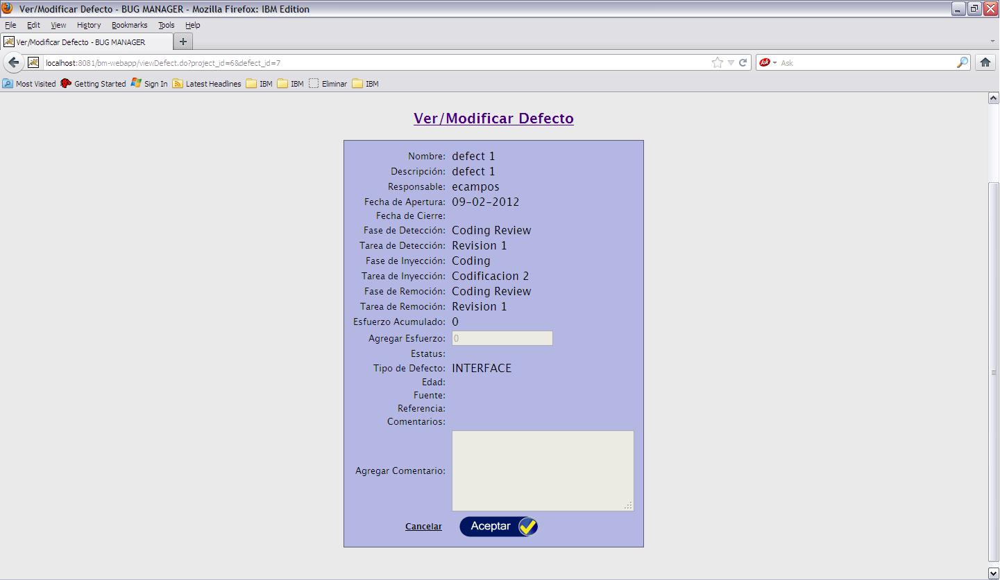 Ver/Modificar Defecto - BUG MANAGER - Mozilla Firefox: IBM Edition
File Edit View History Bookmarks Tools Help
Ver/Modificar Defecto - BUG MANAGER
localhost:8081/bm-webapp/viewDefect.do?project_id=6&defect_id=7 Ask Ask
Most Visited Getting Started Sign In Latest Headlines IBM IBM Eliminar IBM
Ver/Modificar Defecto
Nombre: defect 1
Descripción: defect 1
Responsable: ecampos
Fecha de Apertura: 09-02-2012
Fecha de Cierre:
Fase de Detección: Coding Review
Tarea de Detección: Revision 1
Fase de Inyección: Coding
Tarea de Inyección: Codificacion 2
Fase de Remoción: Coding Review
Tarea de Remoción: Revision 1
Esfuerzo Acumulado: 0
Agregar Esfuerzo: 0
Estatus:
Tipo de Defecto: INTERFACE
Edad:
Fuente:
Referencia:
Comentarios:
Agregar Comentario:
Cancelar Aceptar